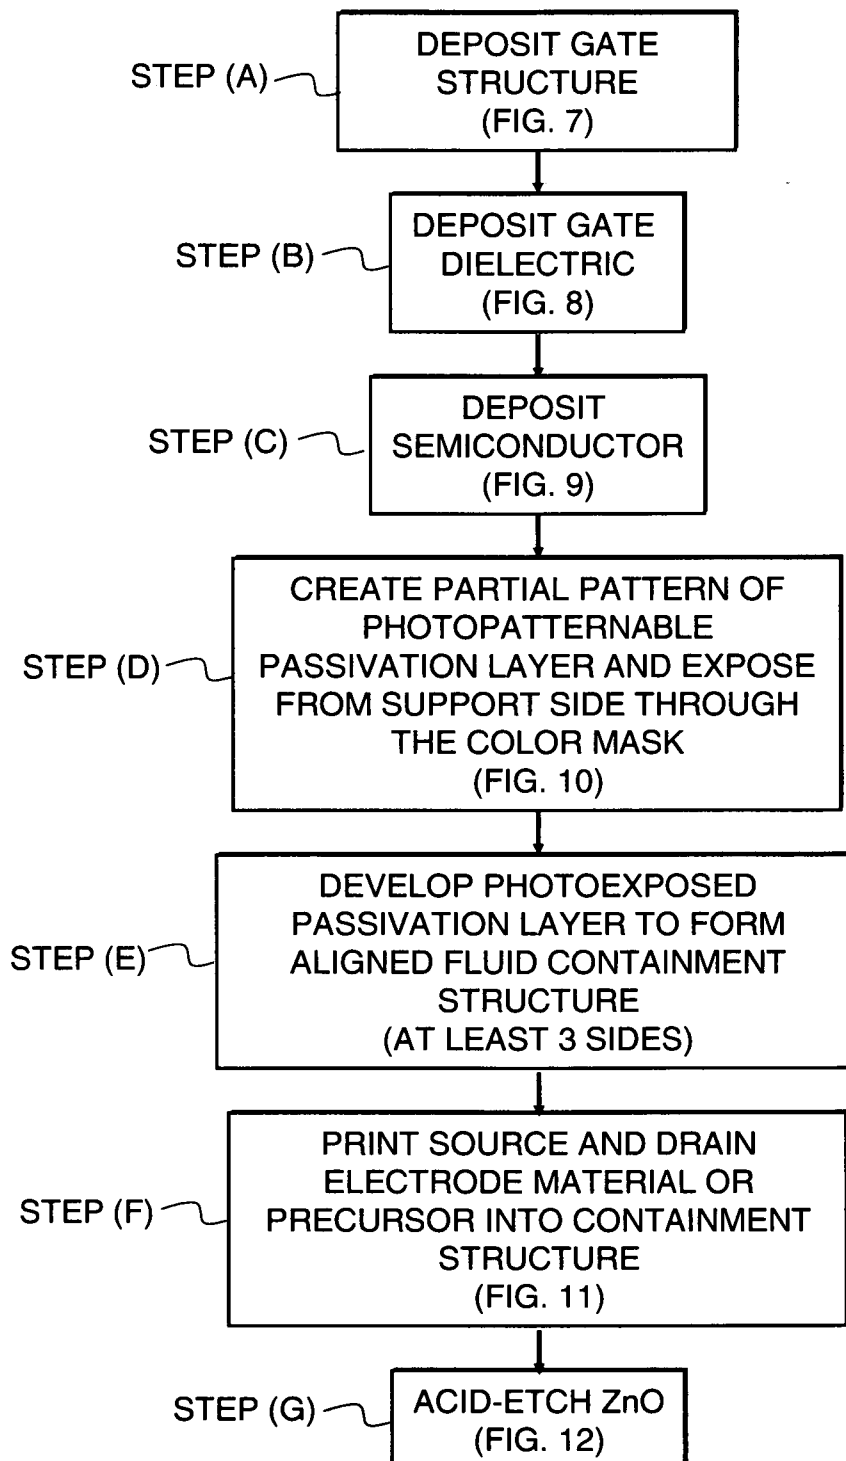 STEP (A)
DEPOSIT GATE
STRUCTURE
(FIG. 7)
STEP (B)
DEPOSIT GATE
DIELECTRIC
(FIG. 8)
STEP (C)
DEPOSIT
SEMICONDUCTOR
(FIG. 9)
STEP (D)
CREATE PARTIAL PATTERN OF
PHOTOPATTERNABLE
PASSIVATION LAYER AND EXPOSE
FROM SUPPORT SIDE THROUGH
THE COLOR MASK
(FIG. 10)
STEP (E)
DEVELOP PHOTOEXPOSED
PASSIVATION LAYER TO FORM
ALIGNED FLUID CONTAINMENT
STRUCTURE
(AT LEAST 3 SIDES)
STEP (F)
PRINT SOURCE AND DRAIN
ELECTRODE MATERIAL OR
PRECURSOR INTO CONTAINMENT
STRUCTURE
(FIG. 11)
STEP (G)
ACID-ETCH ZnO
(FIG. 12)